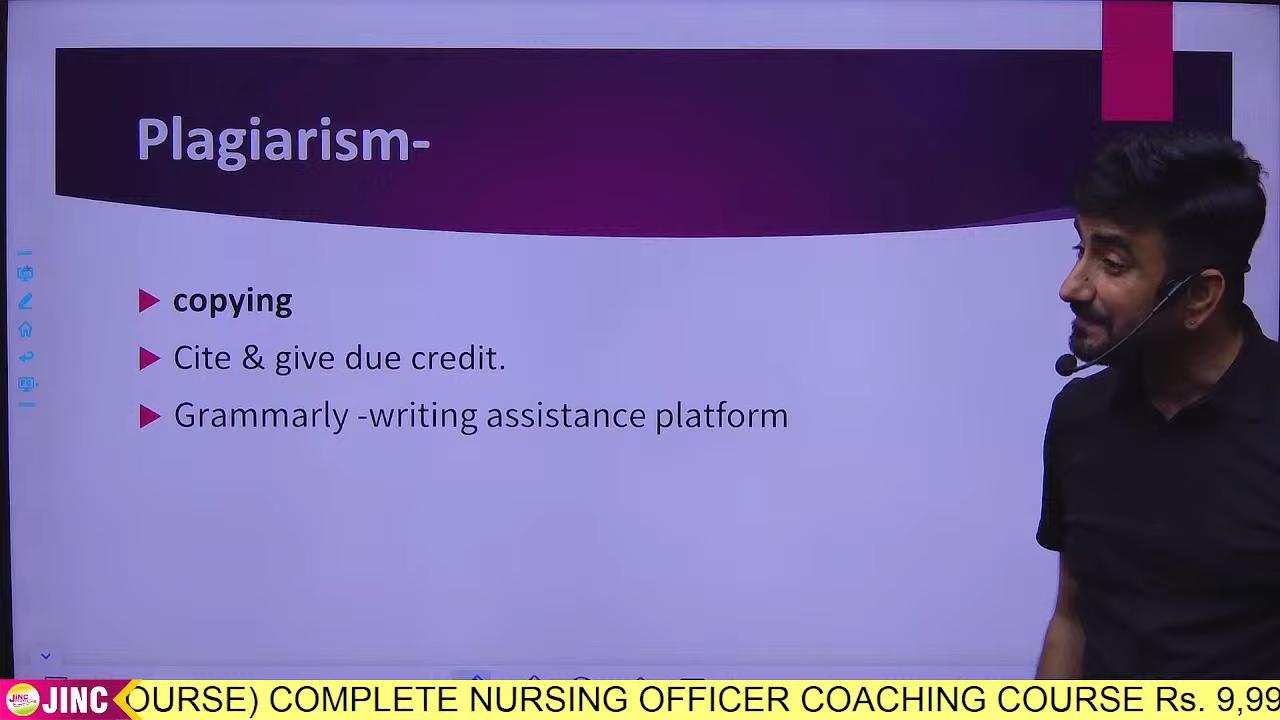 Plagiarism-
copying
Cite & give due credit.
Grammarly -writing assistance platform
JINC
OURSE) COMPLETE NURSING OFFICER COACHING COURSE Rs. 9,99